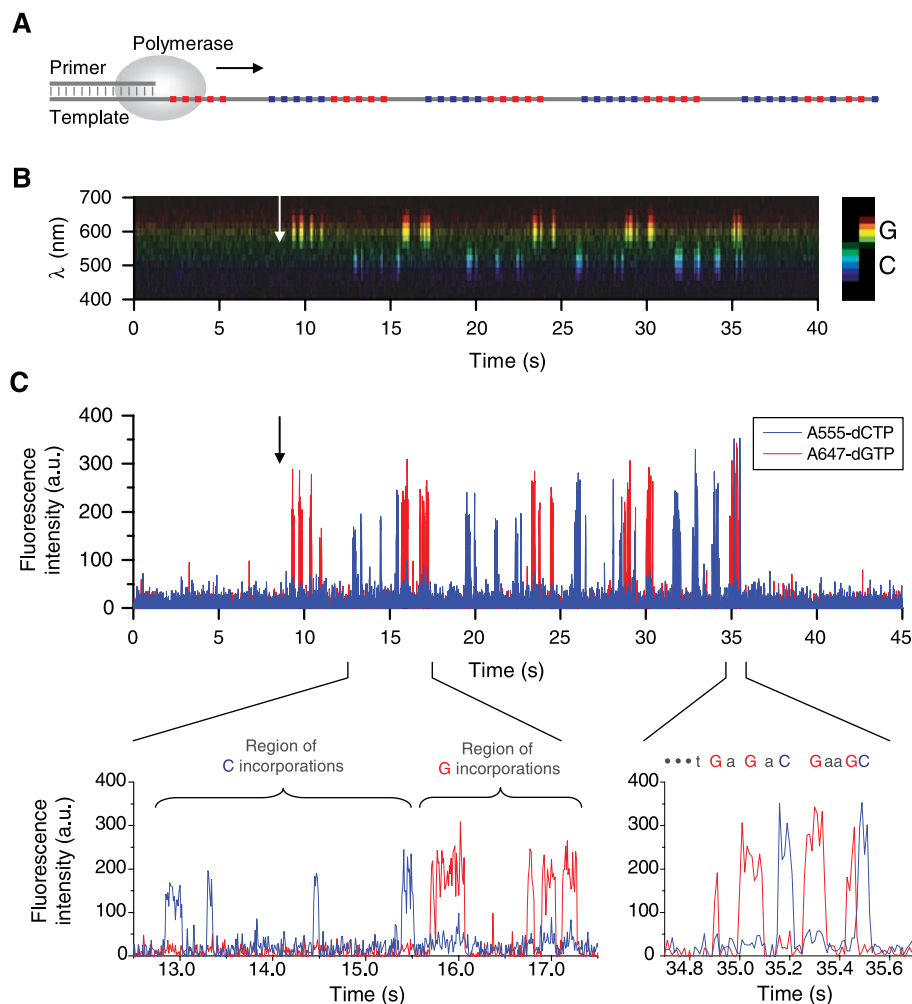 A
Polymerase
Primer
Template
B
700
600
500
400
λ (nm)
G
C
0 5 10 15 20 25 30 35 40
Time (s)
C
400
300
200
100
0
Fluorescence
intensity (a.u.)
A555-dCTP
A647-dGTP
0 5 10 15 20 25 30 35 40 45
Time (s)
Region of
C incorporations
Region of
G incorporations
400
300
200
100
0
Fluorescence
intensity (a.u.)
13.0 14.0 15.0 16.0 17.0
Time (s)
•••t GaGaC GaaGC
400
300
200
100
0
34.8 35.0 35.2 35.4 35.6
Time (s)